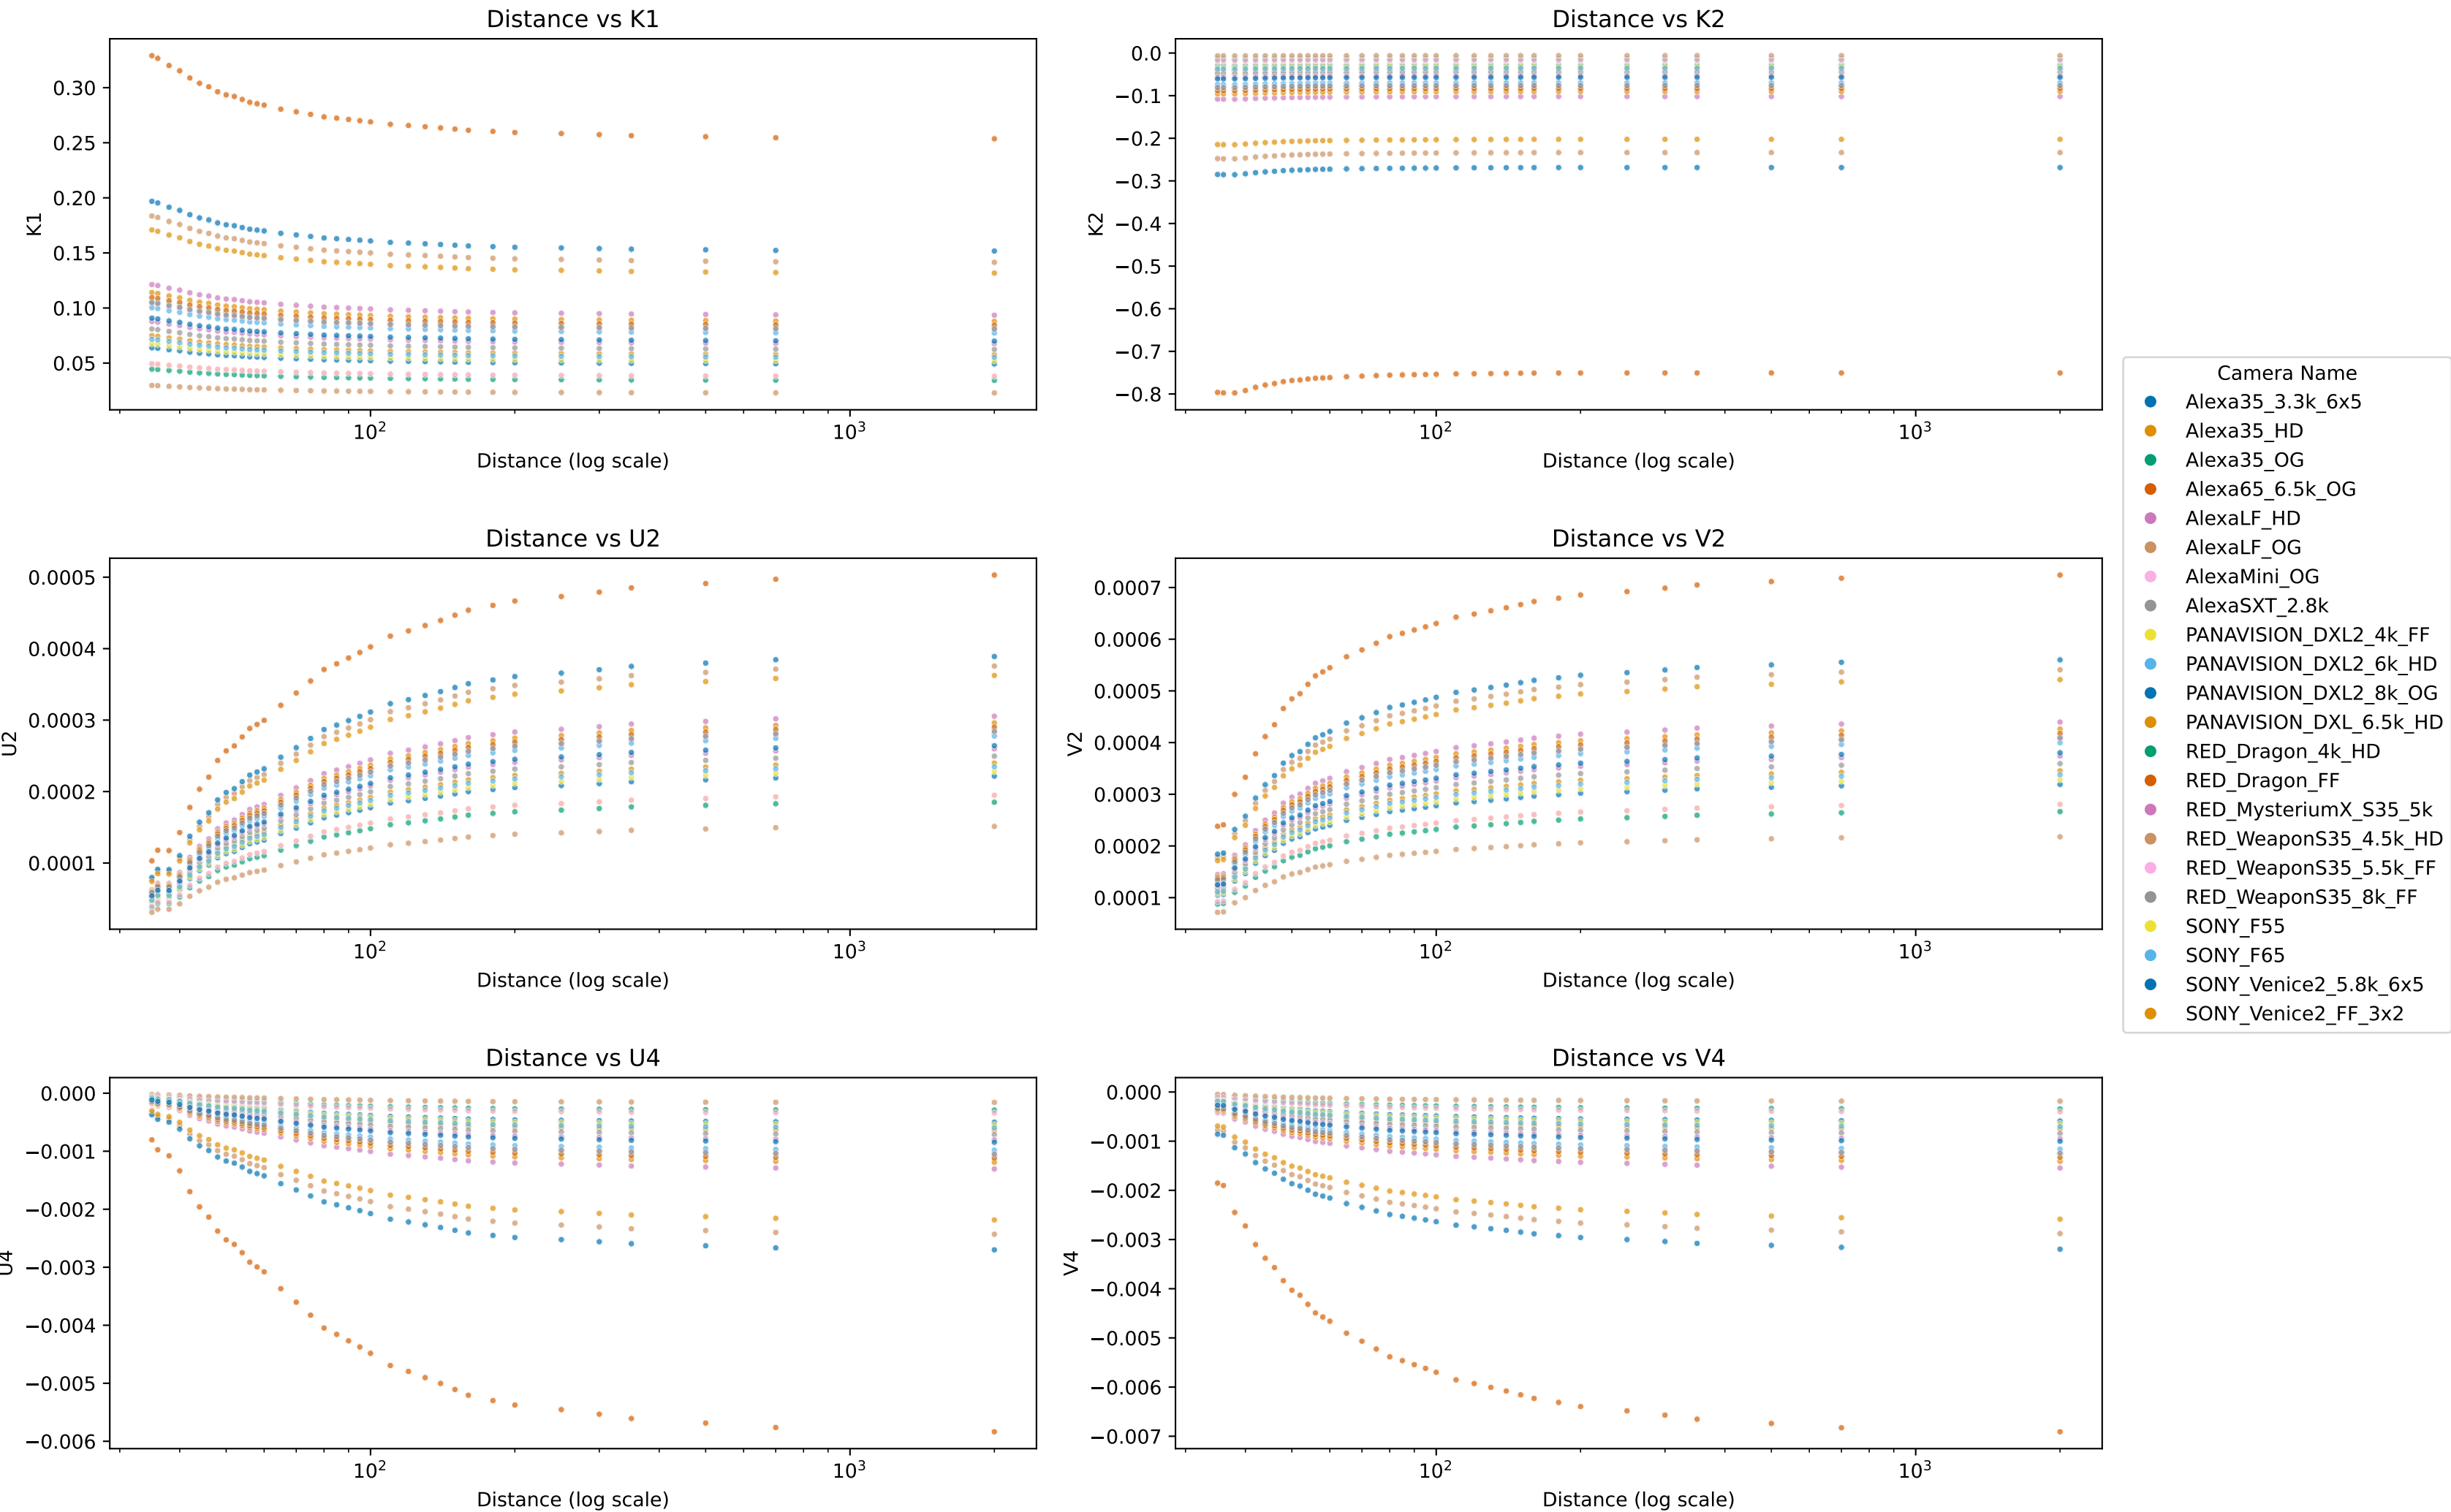 Distance vs K1
K1
0.30
0.25
0.20
0.15
0.10
0.05
10²
10³
Distance (log scale)
Distance vs K2
K2
0.0
−0.1
−0.2
−0.3
−0.4
−0.5
−0.6
−0.7
−0.8
10²
10³
Distance (log scale)
Distance vs U2
U2
0.0005
0.0004
0.0003
0.0002
0.0001
10²
10³
Distance (log scale)
Distance vs V2
V2
0.0007
0.0006
0.0005
0.0004
0.0003
0.0002
0.0001
10²
10³
Distance (log scale)
Distance vs U4
U4
0.000
−0.001
−0.002
−0.003
−0.004
−0.005
−0.006
10²
10³
Distance (log scale)
Distance vs V4
V4
0.000
−0.001
−0.002
−0.003
−0.004
−0.005
−0.006
−0.007
10²
10³
Distance (log scale)
Camera Name
Alexa35_3.3k_6x5
Alexa35_HD
Alexa35_OG
Alexa65_6.5k_OG
AlexaLF_HD
AlexaLF_OG
AlexaMini_OG
AlexaSXT_2.8k
PANAVISION_DXL2_4k_FF
PANAVISION_DXL2_6k_HD
PANAVISION_DXL2_8k_OG
PANAVISION_DXL_6.5k_HD
RED_Dragon_4k_HD
RED_Dragon_FF
RED_MysteriumX_S35_5k
RED_WeaponS35_4.5k_HD
RED_WeaponS35_5.5k_FF
RED_WeaponS35_8k_FF
SONY_F55
SONY_F65
SONY_Venice2_5.8k_6x5
SONY_Venice2_FF_3x2